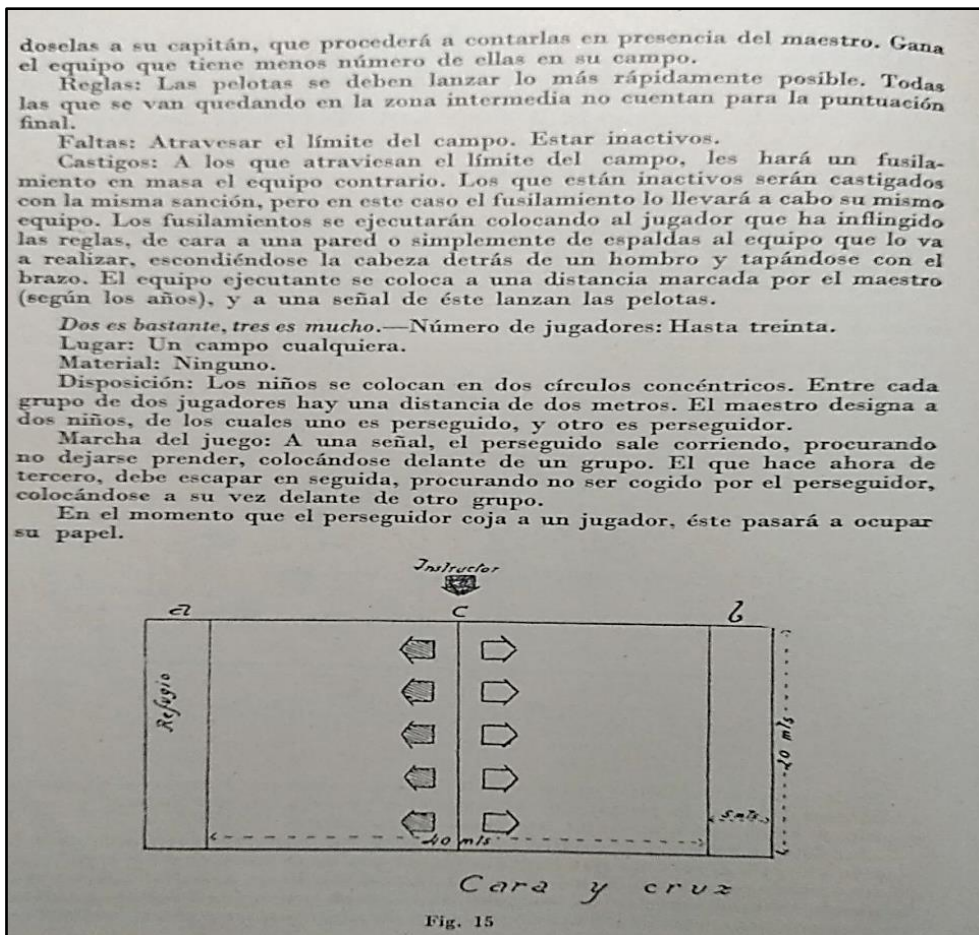 doselas a su capitán, que procederá a contarlas en presencia del maestro. Gana
el equipo que tiene menos número de ellas en su campo.
Reglas: Las pelotas se deben lanzar lo más rápidamente posible. Todas
las que se van quedando en la zona intermedia no cuentan para la puntuación
final.
Faltas: Atravesar el límite del campo. Estar inactivos.
Castigos: A los que atraviesan el límite del campo, les hará un fusila-
miento en masa el equipo contrario. Los que están inactivos serán castigados
con la misma sanción, pero en este caso el fusilamiento lo llevará a cabo su mismo
equipo. Los fusilamientos se ejecutarán colocando al jugador que ha inflingido
las reglas, de cara a una pared o simplemente de espaldas al equipo que lo va
a realizar, escondiéndose la cabeza detrás de un hombro y tapándose con el
brazo. El equipo ejecutante se coloca a una distancia marcada por el maestro
(según los años), y a una señal de éste lanzan las pelotas.
Dos es bastante, tres es mucho.—Número de jugadores: Hasta treinta.
Lugar: Un campo cualquiera.
Material: Ninguno.
Disposición: Los niños se colocan en dos círculos concéntricos. Entre cada
grupo de dos jugadores hay una distancia de dos metros. El maestro designa a
dos niños, de los cuales uno es perseguido, y otro es perseguidor.
Marcha del juego: A una señal, el perseguido sale corriendo, procurando
no dejarse prender, colocándose delante de un grupo. El que hace ahora de
tercero, debe escapar en seguida, procurando no ser cogido por el perseguidor,
colocándose a su vez delante de otro grupo.
En el momento que el perseguidor coja a un jugador, éste pasará a ocupar
su papel.
Instructor
a C b
Refugio
20 mts
5 mts.
40 mts
Cara y cruz
Fig. 15